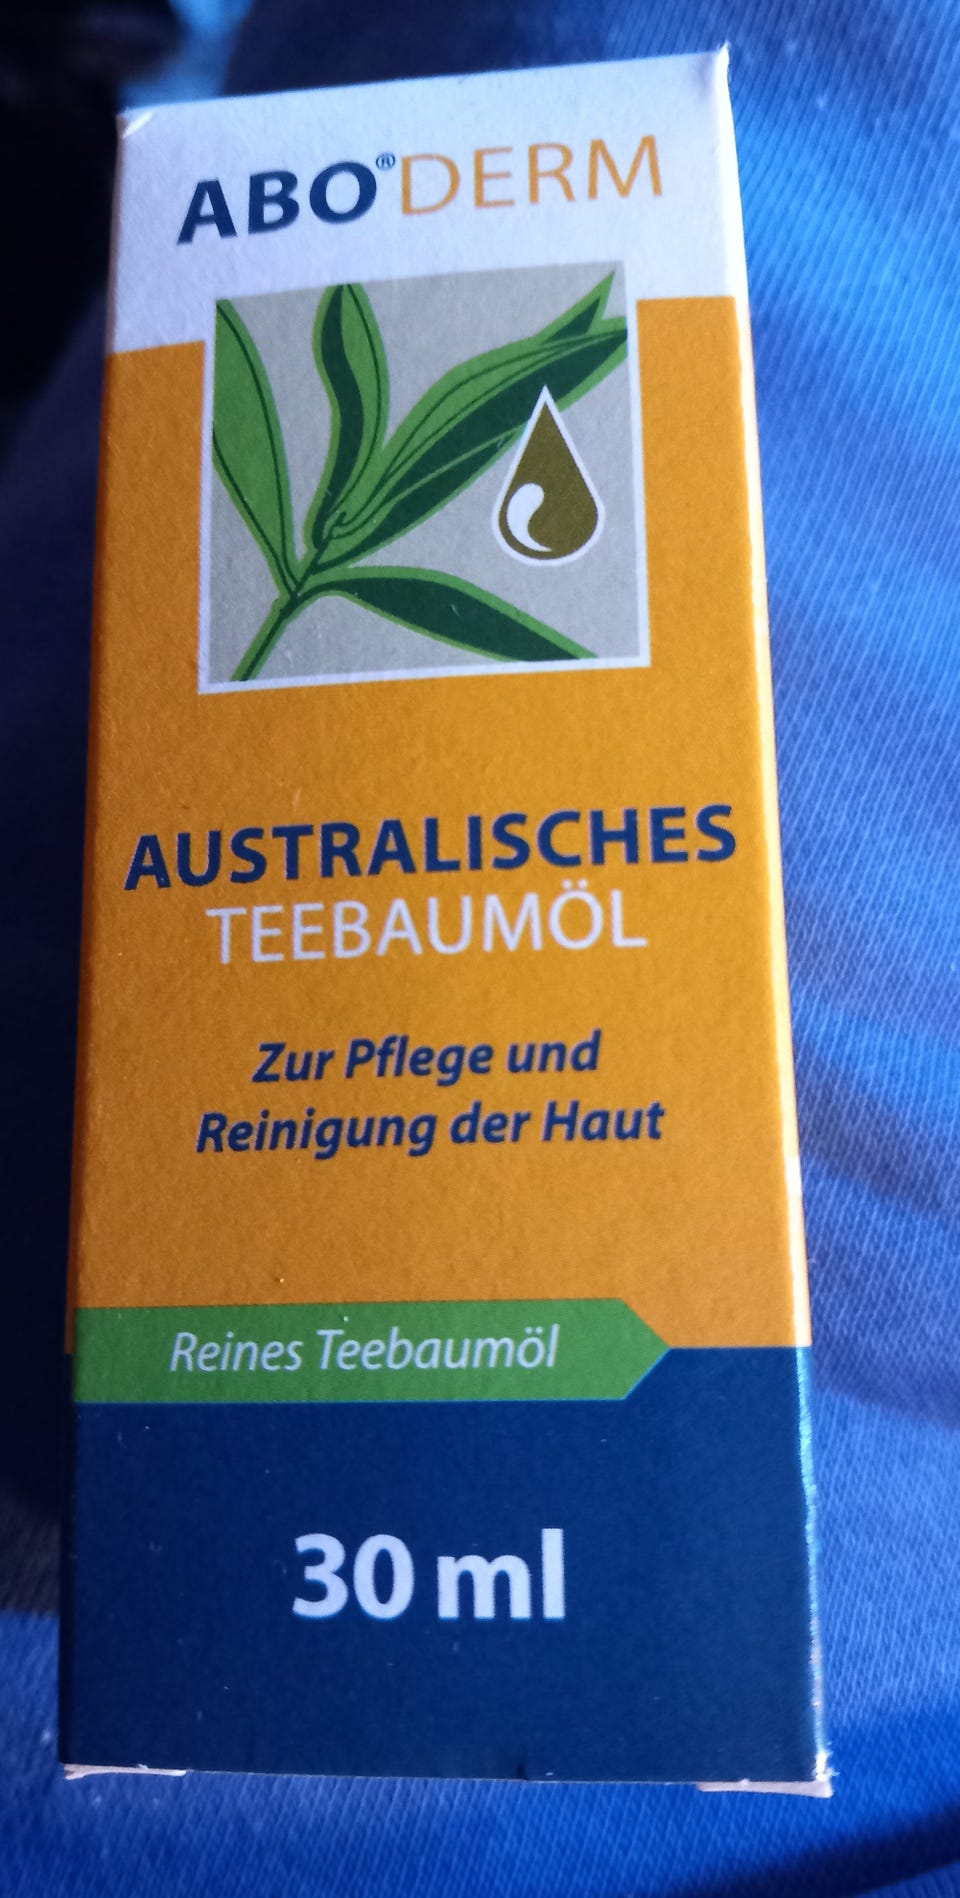 ABO®DERM
AUSTRALISCHES
TEEBAUMÖL
Zur Pflege und
Reinigung der Haut
Reines Teebaumöl
30 ml